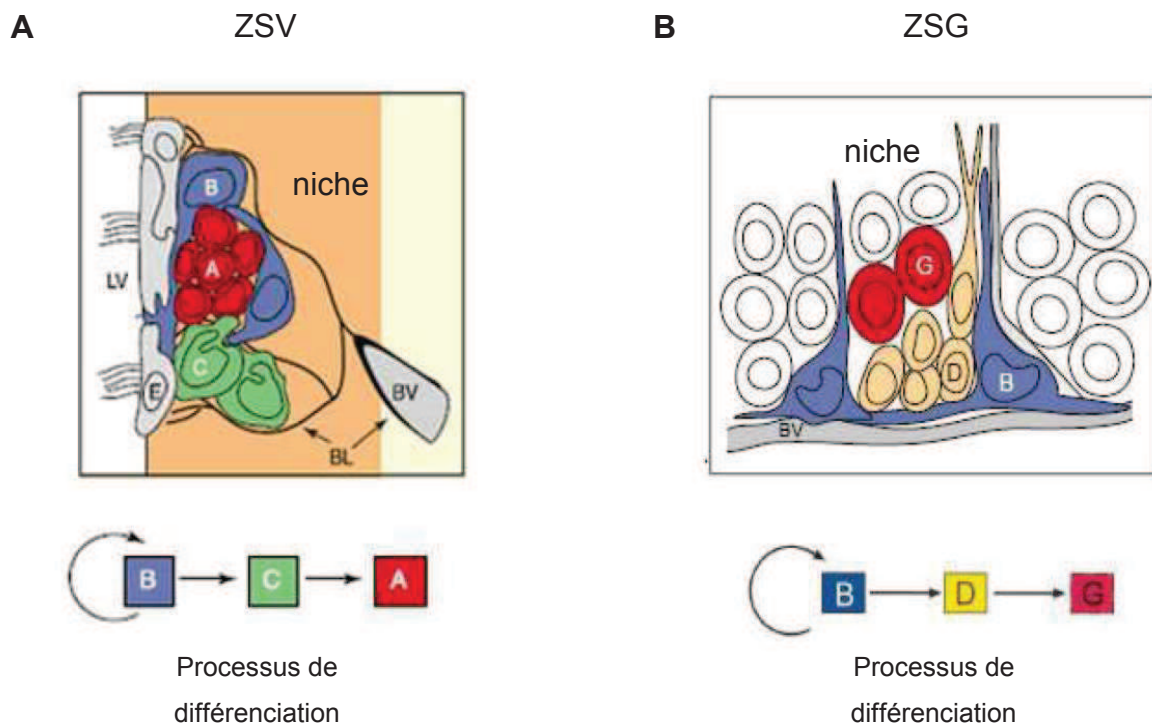 A
ZSV
B
niche
A
LV
C
E
BV
BL
B
C
A
Processus de
différenciation
B
ZSG
niche
G
D
B
BV
B
D
G
Processus de
différenciation